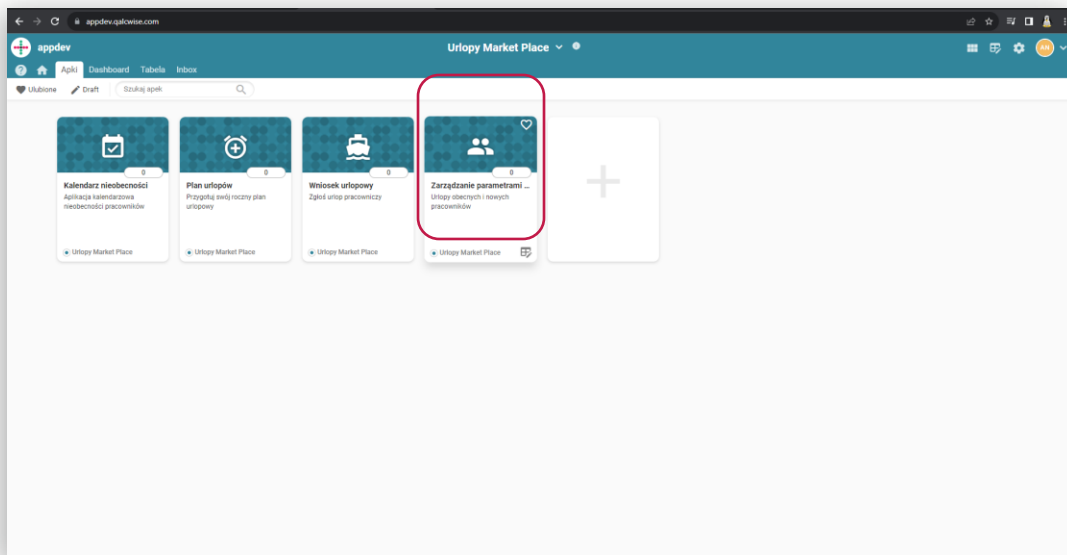 appdev.qalcwise.com
appdev
Urlopy Market Place
AN
Apki Dashboard Tabela Inbox
Ulubione Draft Szukaj apek
0 0 0 0
Kalendarz nieobecności
Aplikacja kalendarzowa
nieobecności pracowników
Urlopy Market Place
Plan urlopów
Przygotuj swój roczny plan
urlopowy
Urlopy Market Place
Wniosek urlopowy
Zgłoś urlop pracowniczy
Urlopy Market Place
Zarządzanie parametrami ...
Urlopy obecnych i nowych
pracowników
Urlopy Market Place